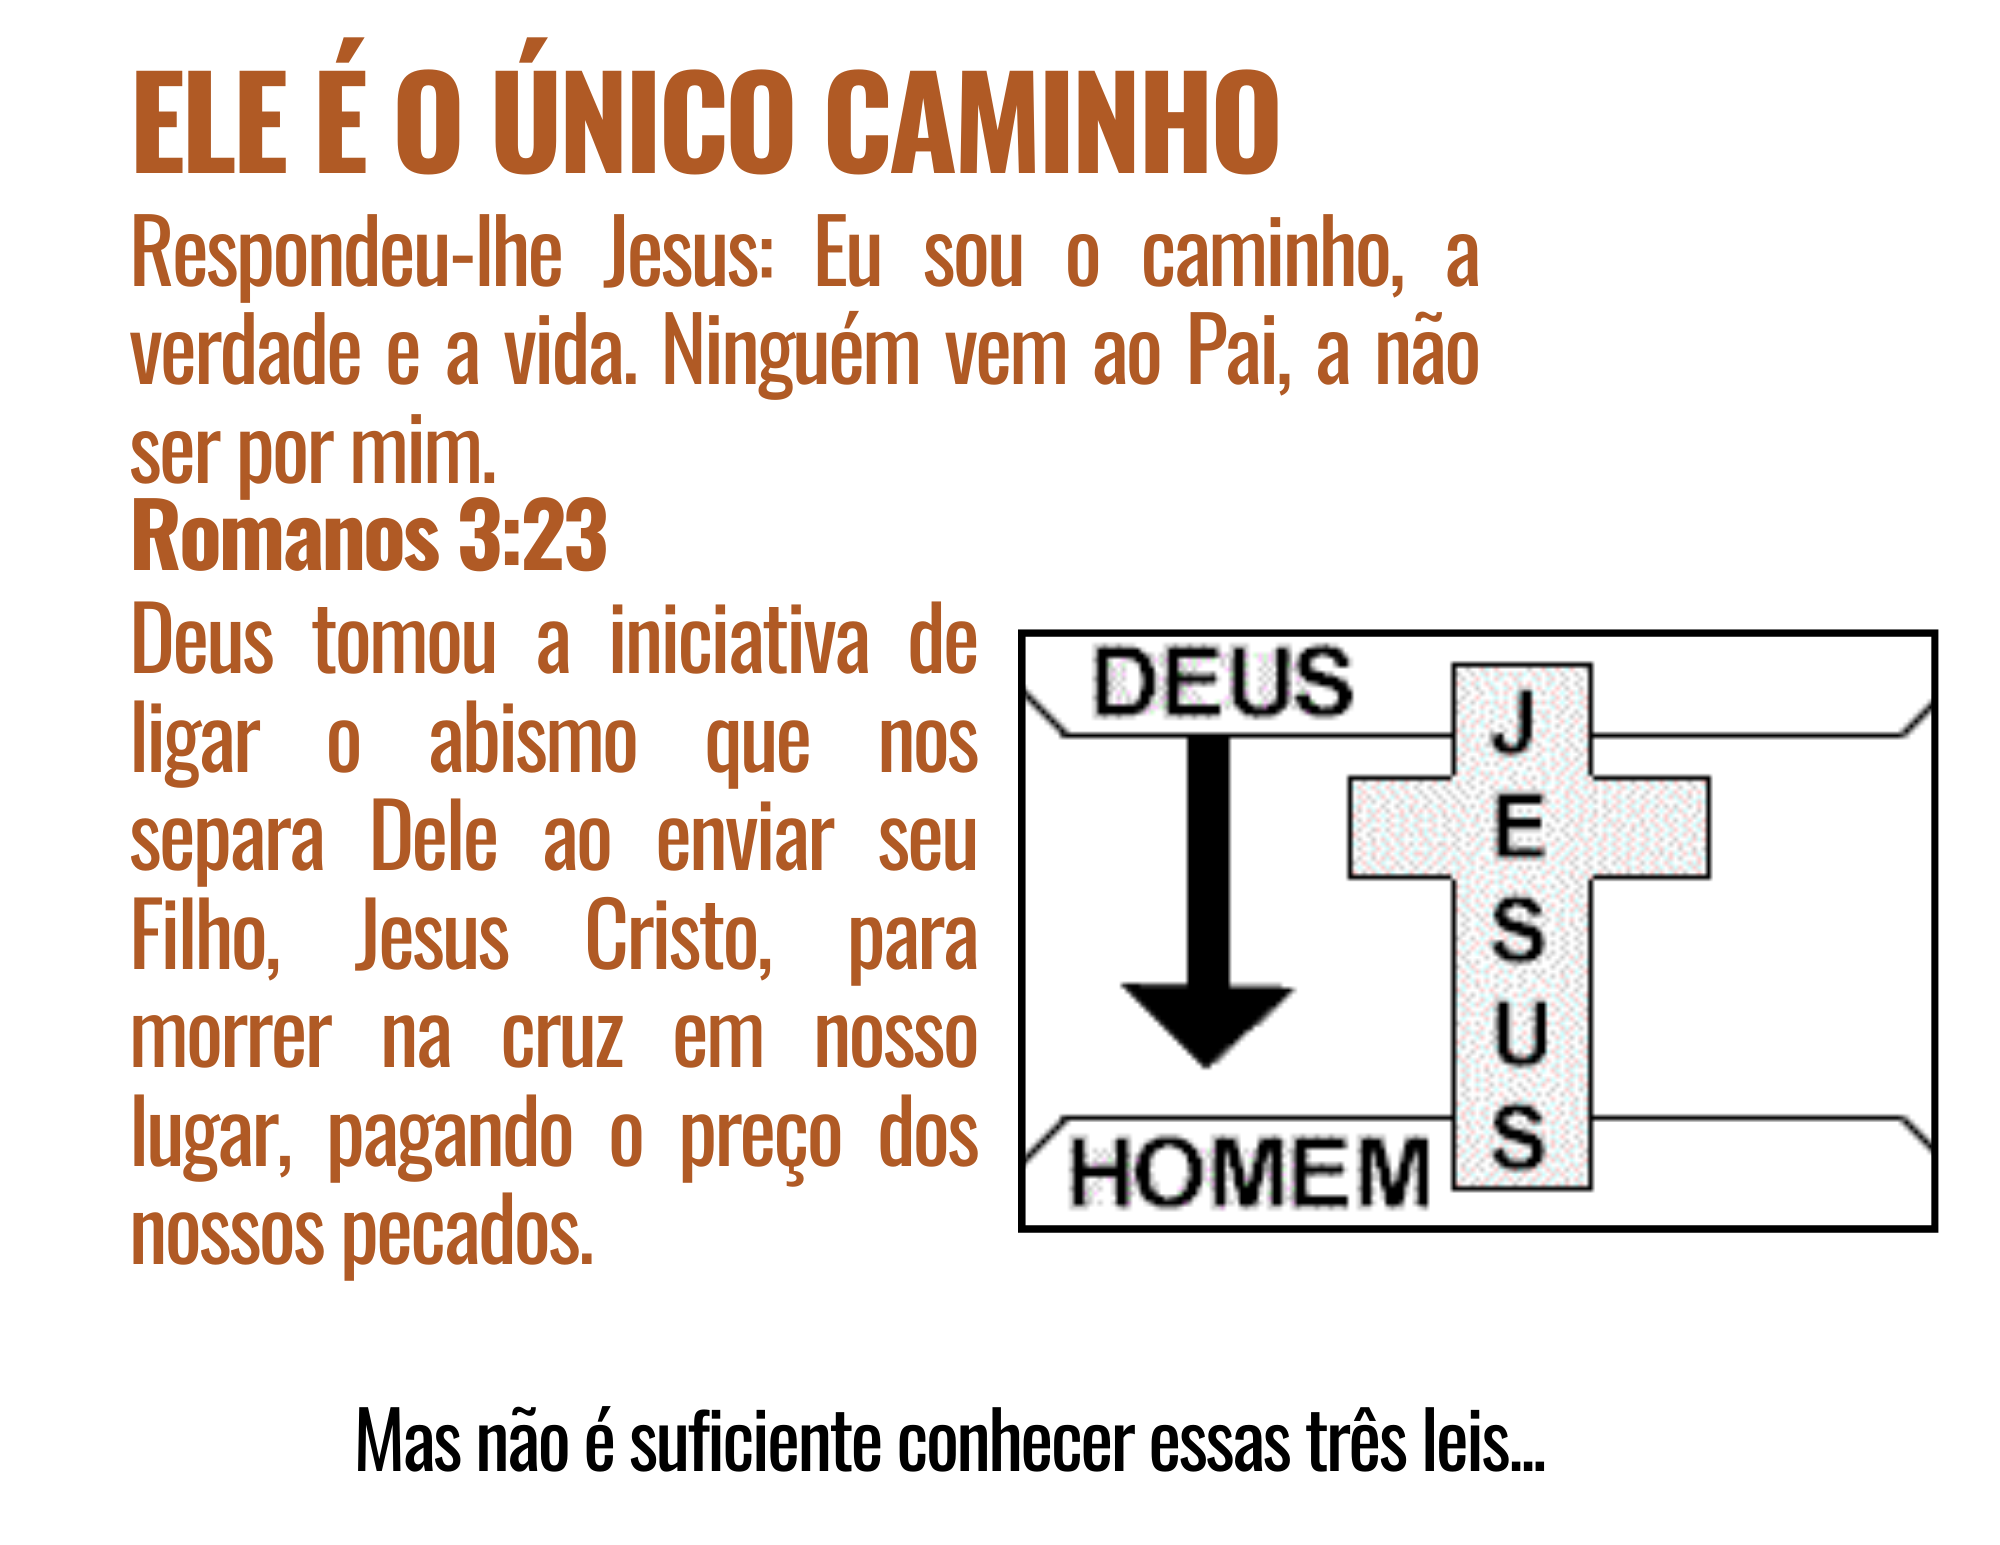 ELE É O ÚNICO CAMINHO
Respondeu-lhe Jesus: Eu sou o caminho, a
verdade e a vida. Ninguém vem ao Pai, a não
ser por mim.
Romanos 3:23
Deus tomou a iniciativa de
ligar o abismo que nos
separa Dele ao enviar seu
Filho, Jesus Cristo, para
morrer na cruz em nosso
lugar, pagando o preço dos
nossos pecados.
DEUS
JESUS
HOMEM
Mas não é suficiente conhecer essas três leis...